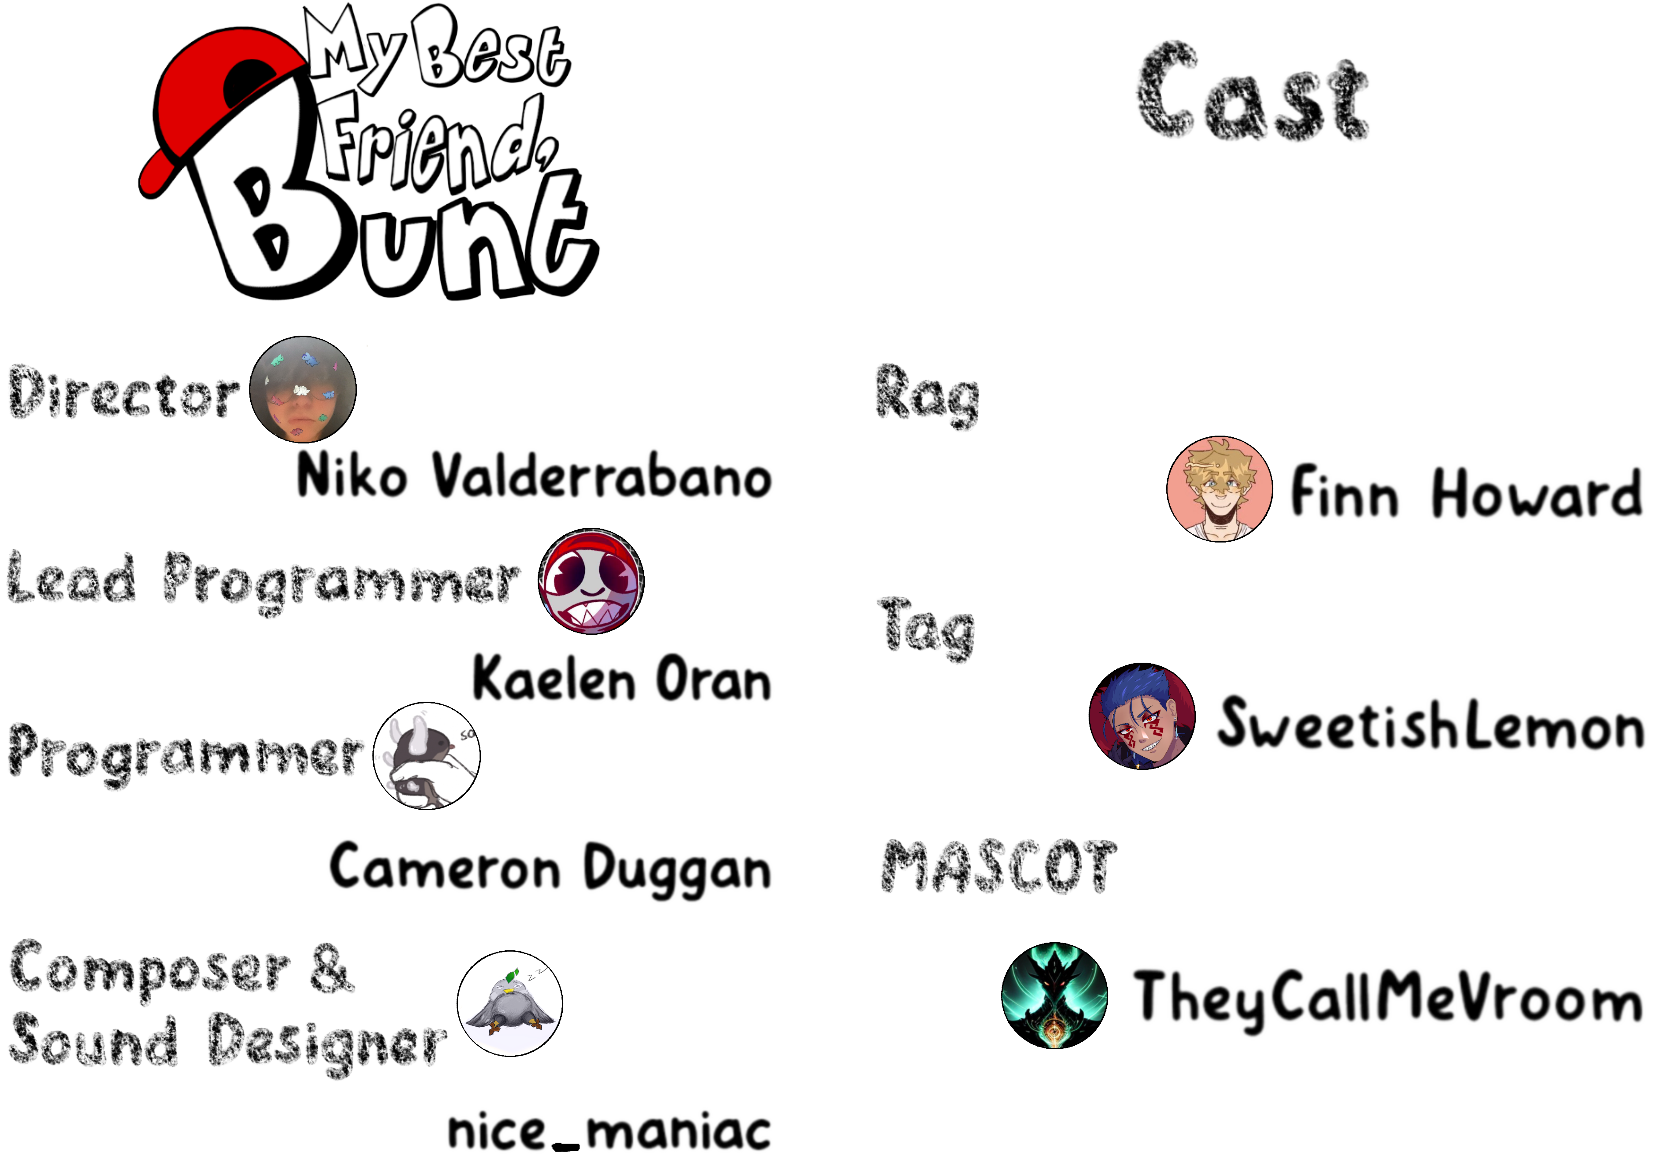 My Best
Friend,
Bunt
Director
Niko Valderrabano
Lead Programmer
Kaelen Oran
Programmer
so
Cameron Duggan
Composer &
Sound Designer
z z
nice_maniac
Cast
Rag
Finn Howard
Tag
SweetishLemon
MASCOT
TheyCallMeVroom